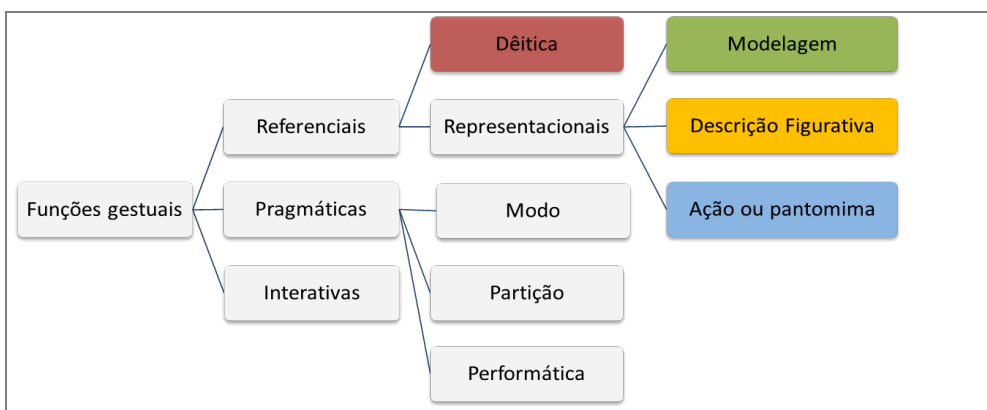 Dêitica
Modelagem
Referenciais
Representacionais
Descrição Figurativa
Funções gestuais
Pragmáticas
Modo
Ação ou pantomima
Interativas
Partição
Performática